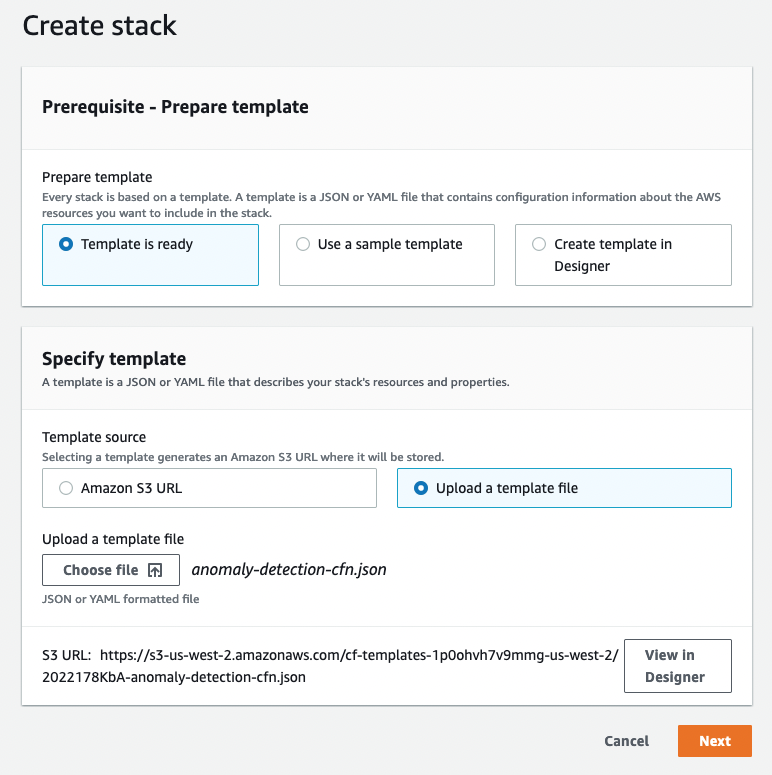 Create stack
Prerequisite - Prepare template
Prepare template
Every stack is based on a template. A template is a JSON or YAML file that contains configuration information about the AWS
resources you want to include in the stack.
Template is ready
Use a sample template
Create template in
Designer
Specify template
A template is a JSON or YAML file that describes your stack's resources and properties.
Template source
Selecting a template generates an Amazon S3 URL where it will be stored.
Amazon S3 URL
Upload a template file
Upload a template file
Choose file
anomaly-detection-cfn.json
JSON or YAML formatted file
S3 URL: https://s3-us-west-2.amazonaws.com/cf-templates-1p0ohvh7v9mmg-us-west-2/
2022178KbA-anomaly-detection-cfn.json
View in
Designer
Cancel
Next